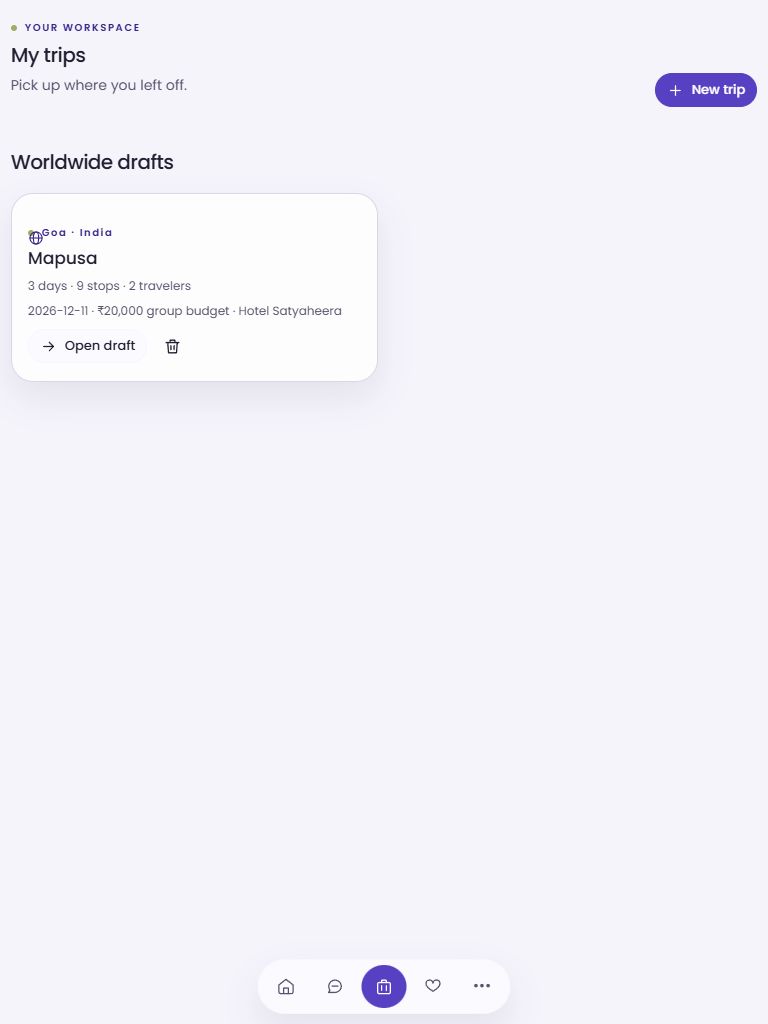 YOUR WORKSPACE
My trips
Pick up where you left off.
New trip
Worldwide drafts
Goa · India
Mapusa
3 days · 9 stops · 2 travelers
2026-12-11 · ₹20,000 group budget · Hotel Satyaheera
Open draft